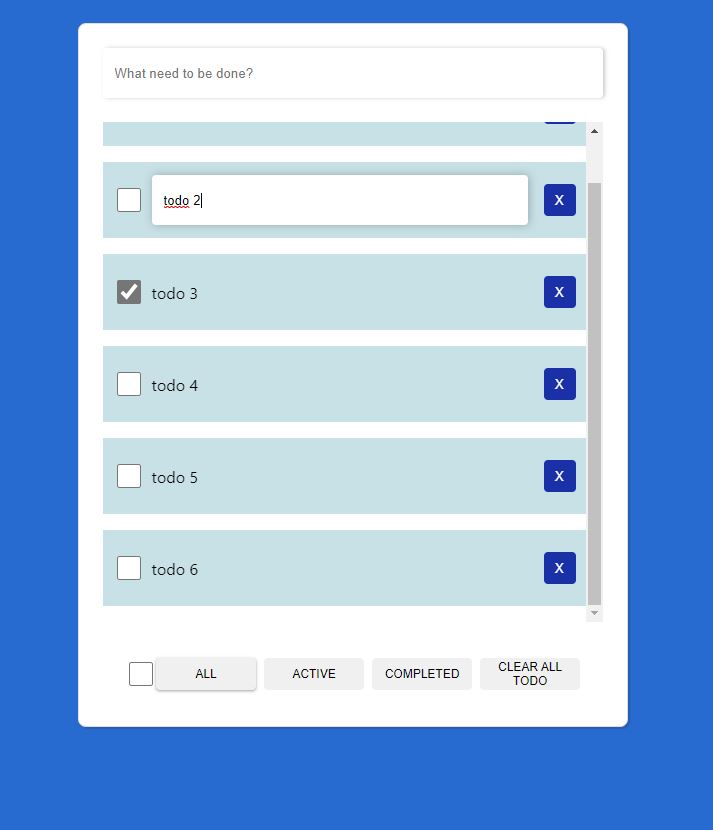 What need to be done?
todo 2
X
todo 3
X
todo 4
X
todo 5
X
todo 6
X
ALL
ACTIVE
COMPLETED
CLEAR ALL
TODO